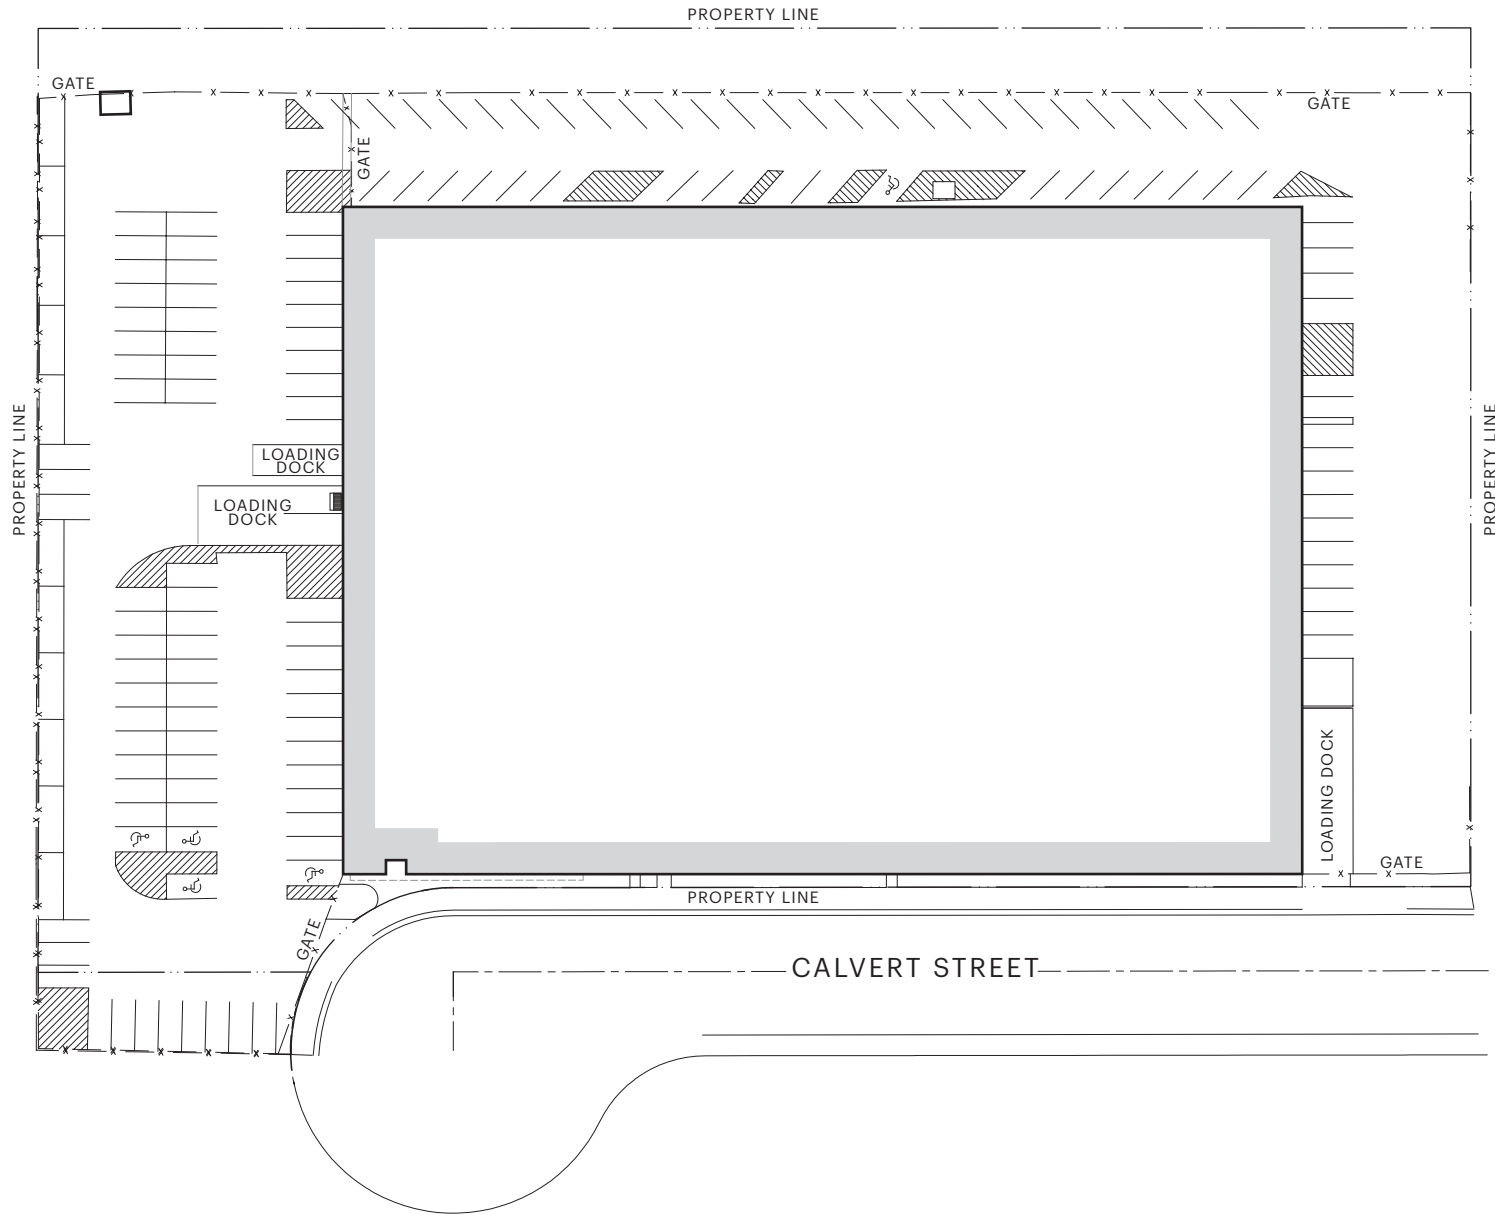 PROPERTY LINE
GATE
GATE
GATE
PROPERTY LINE
PROPERTY LINE
LOADING
DOCK
LOADING
DOCK
LOADING DOCK
GATE
PROPERTY LINE
GATE
CALVERT STREET